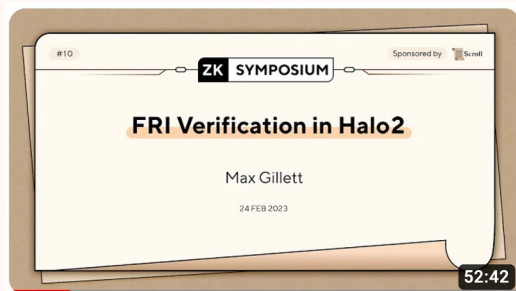 #10
Sponsored by Scroll
ZK SYMPOSIUM
FRI Verification in Halo2
Max Gillett
24 FEB 2023
52:42